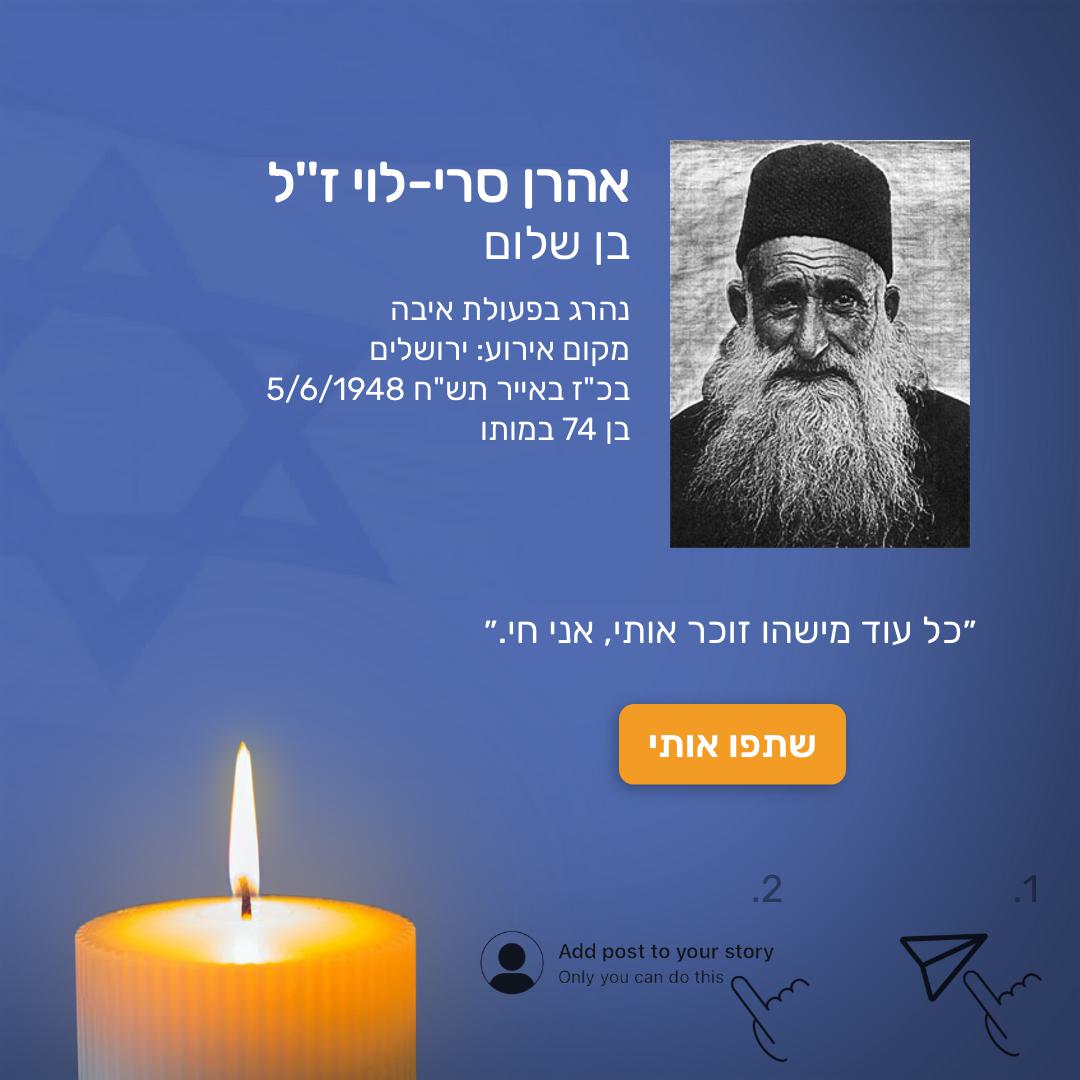 אהרן סרי-לוי ז"ל
בן שלום
נהרג בפעולת איבה
מקום אירוע: ירושלים
בכ"ז באייר תש"ח 5/6/1948
בן 74 במותו
״כל עוד מישהו זוכר אותי, אני חי.״
שתפו אותי
1.
2.
Add post to your story
Only you can do this